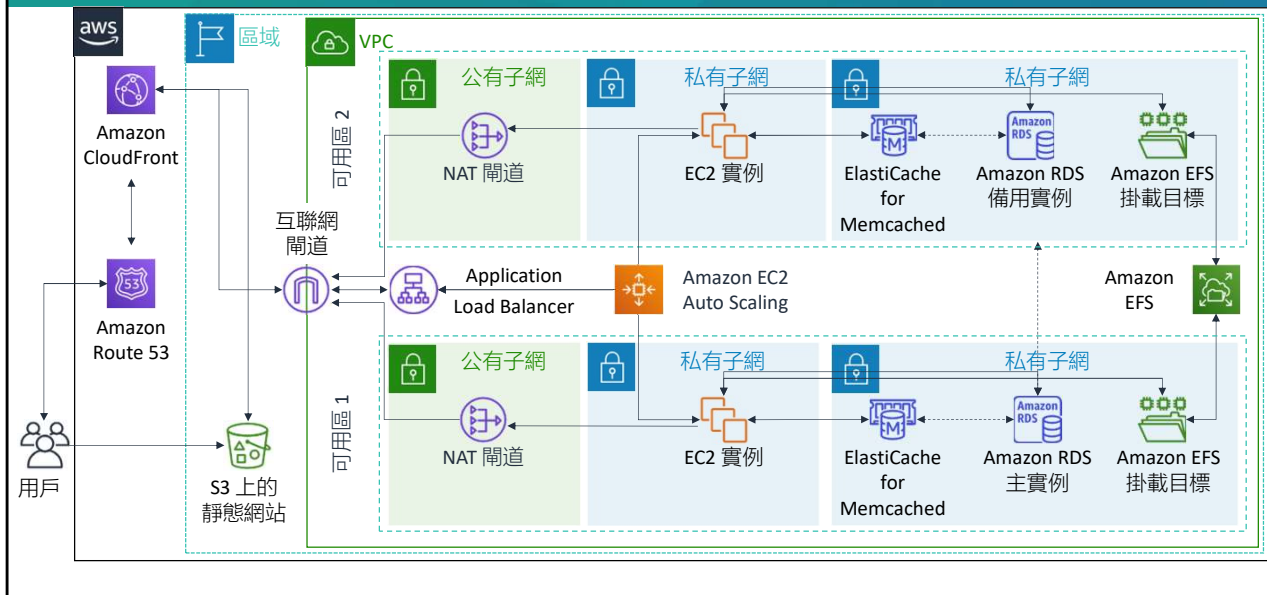 aws
區域
VPC
Amazon
CloudFront
Amazon
Route 53
用戶
S3 上的
靜態網站
互聯網
閘道
可用區 2
公有子網
NAT 閘道
私有子網
EC2 實例
私有子網
ElastiCache
for
Memcached
Amazon
RDS
Amazon RDS
備用實例
Amazon EFS
掛載目標
Application
Load Balancer
Amazon EC2
Auto Scaling
Amazon
EFS
可用區 1
公有子網
NAT 閘道
私有子網
EC2 實例
私有子網
ElastiCache
for
Memcached
Amazon
RDS
Amazon RDS
主實例
Amazon EFS
掛載目標
53
M
M